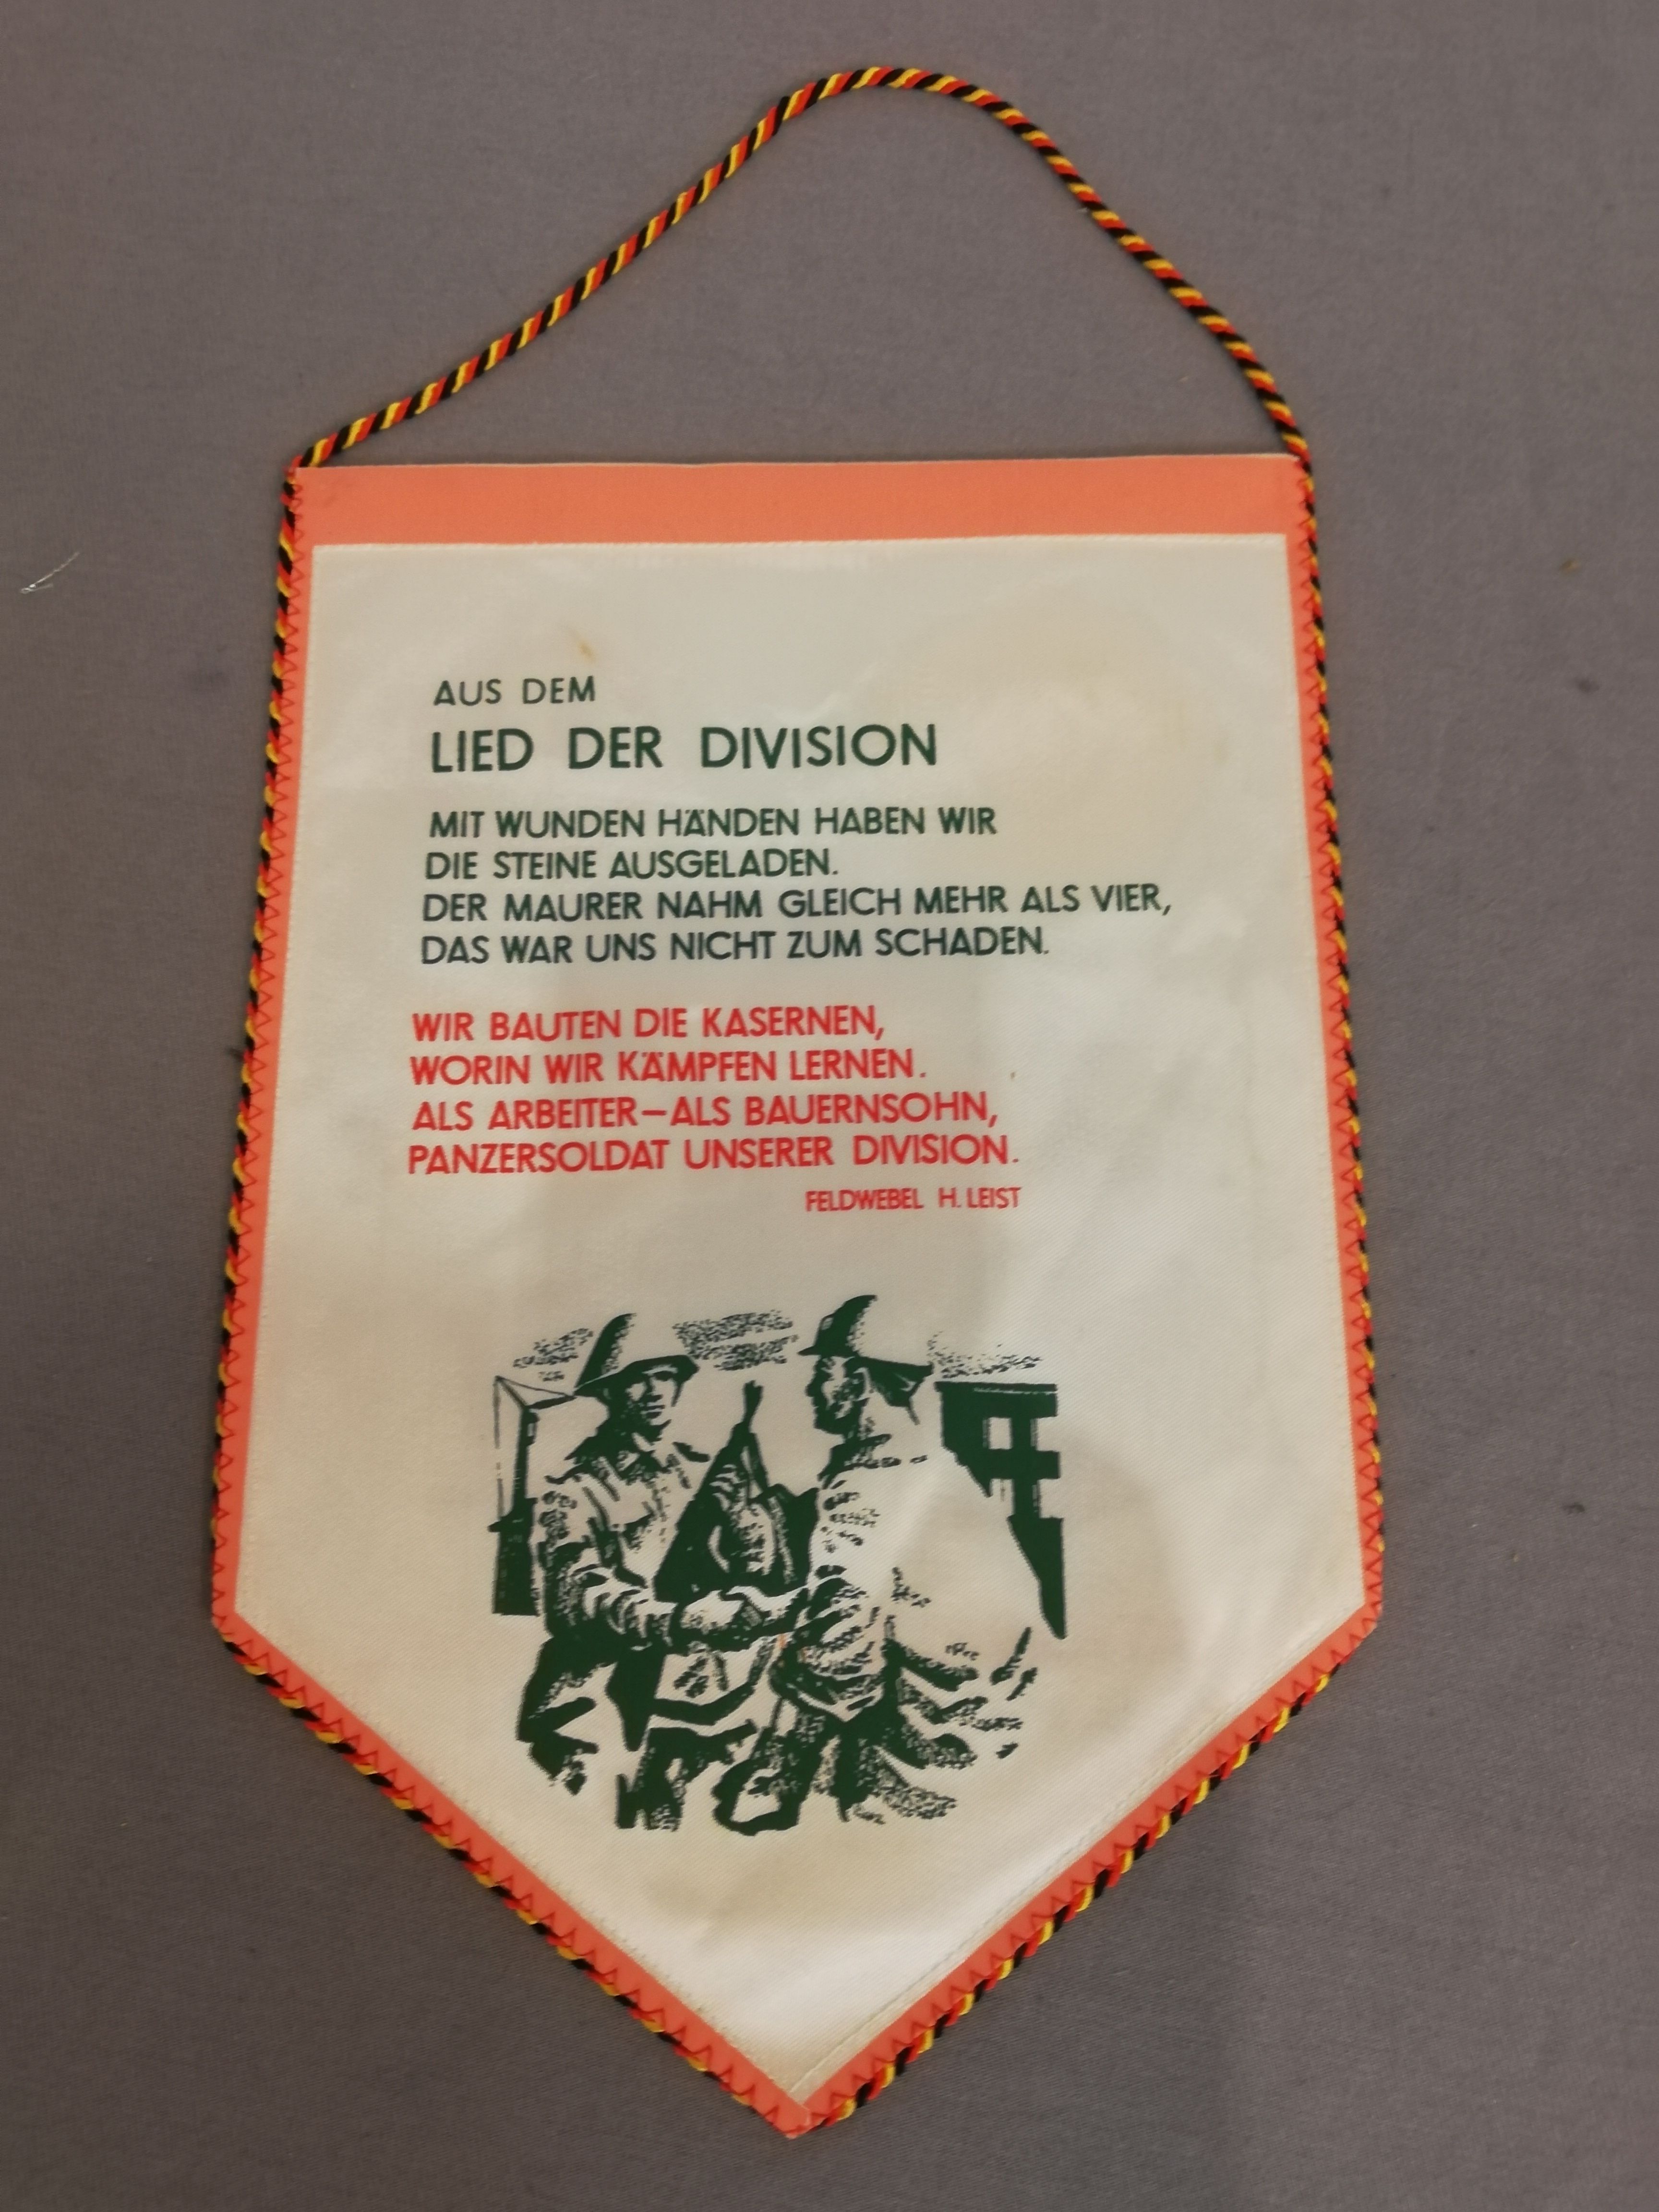 AUS DEM
LIED DER DIVISION
MIT WUNDEN HÄNDEN HABEN WIR
DIE STEINE AUSGELADEN.
DER MAURER NAHM GLEICH MEHR ALS VIER,
DAS WAR UNS NICHT ZUM SCHADEN.
WIR BAUTEN DIE KASERNEN,
WORIN WIR KÄMPFEN LERNEN.
ALS ARBEITER—ALS BAUERNSOHN,
PANZERSOLDAT UNSERER DIVISION.
FELDWEBEL H. LEIST